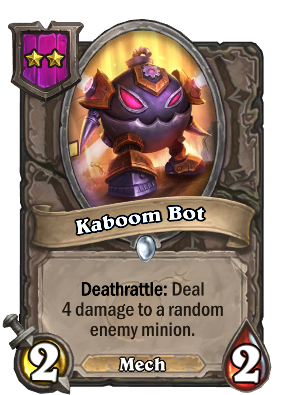 Kaboom Bot
Deathrattle: Deal
4 damage to a random
enemy minion.
2
Mech
2